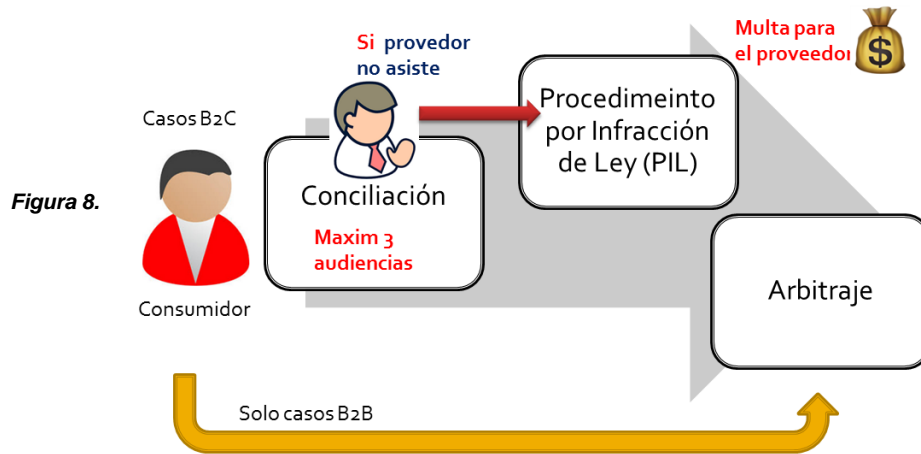 Figura 8.
Casos B2C
Consumidor
Si provedor
no asiste
Conciliación
Maxim 3
audiencias
Procedimeinto
por Infracción
de Ley (PIL)
Multa para
el proveedor
$
Arbitraje
Solo casos B2B